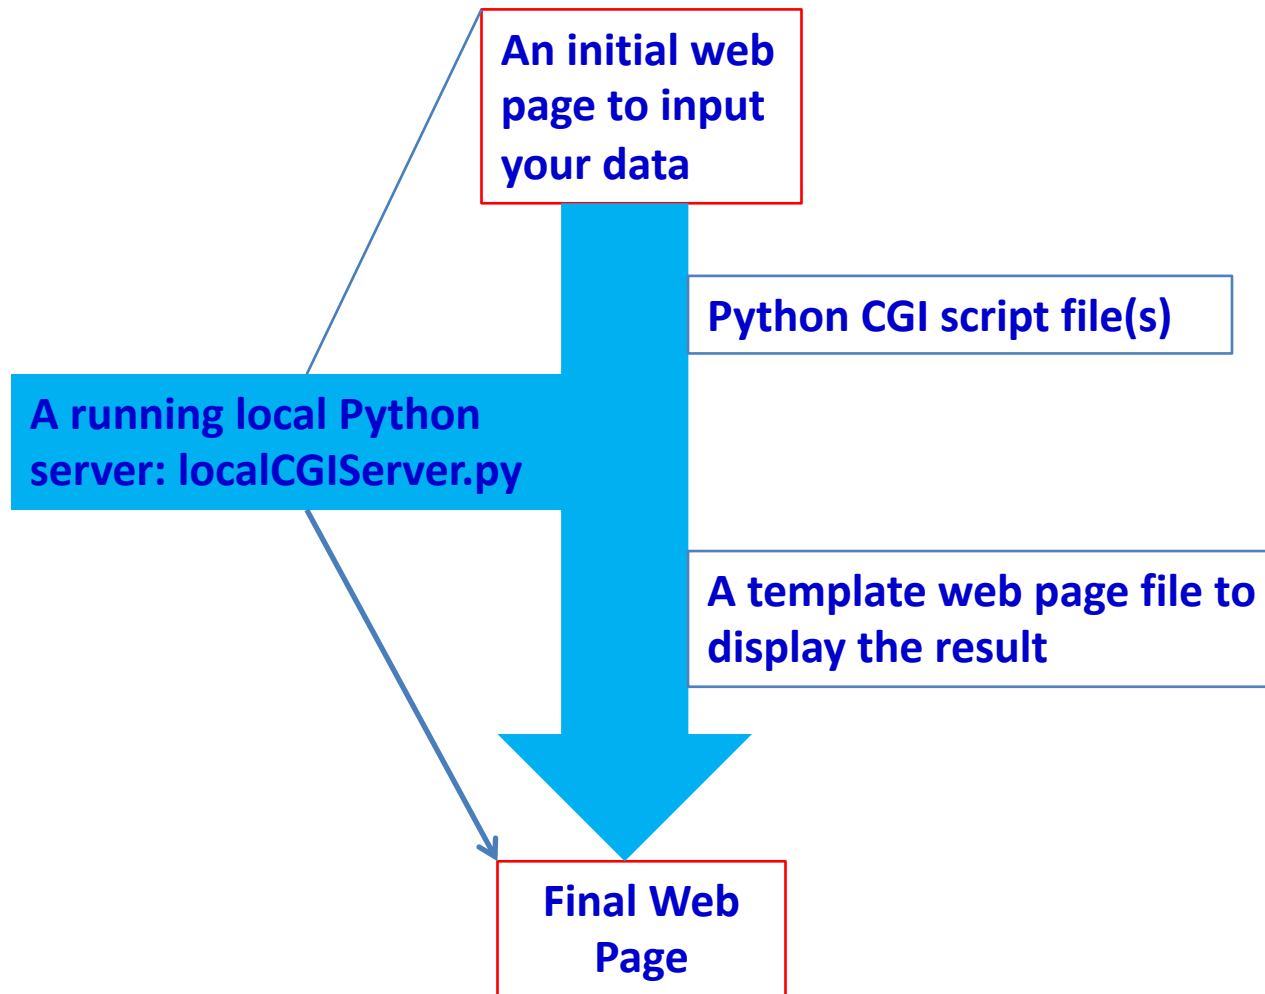 An initial web
page to input
your data
Python CGI script file(s)
A running local Python
server: localCGIServer.py
A template web page file to
display the result
Final Web
Page